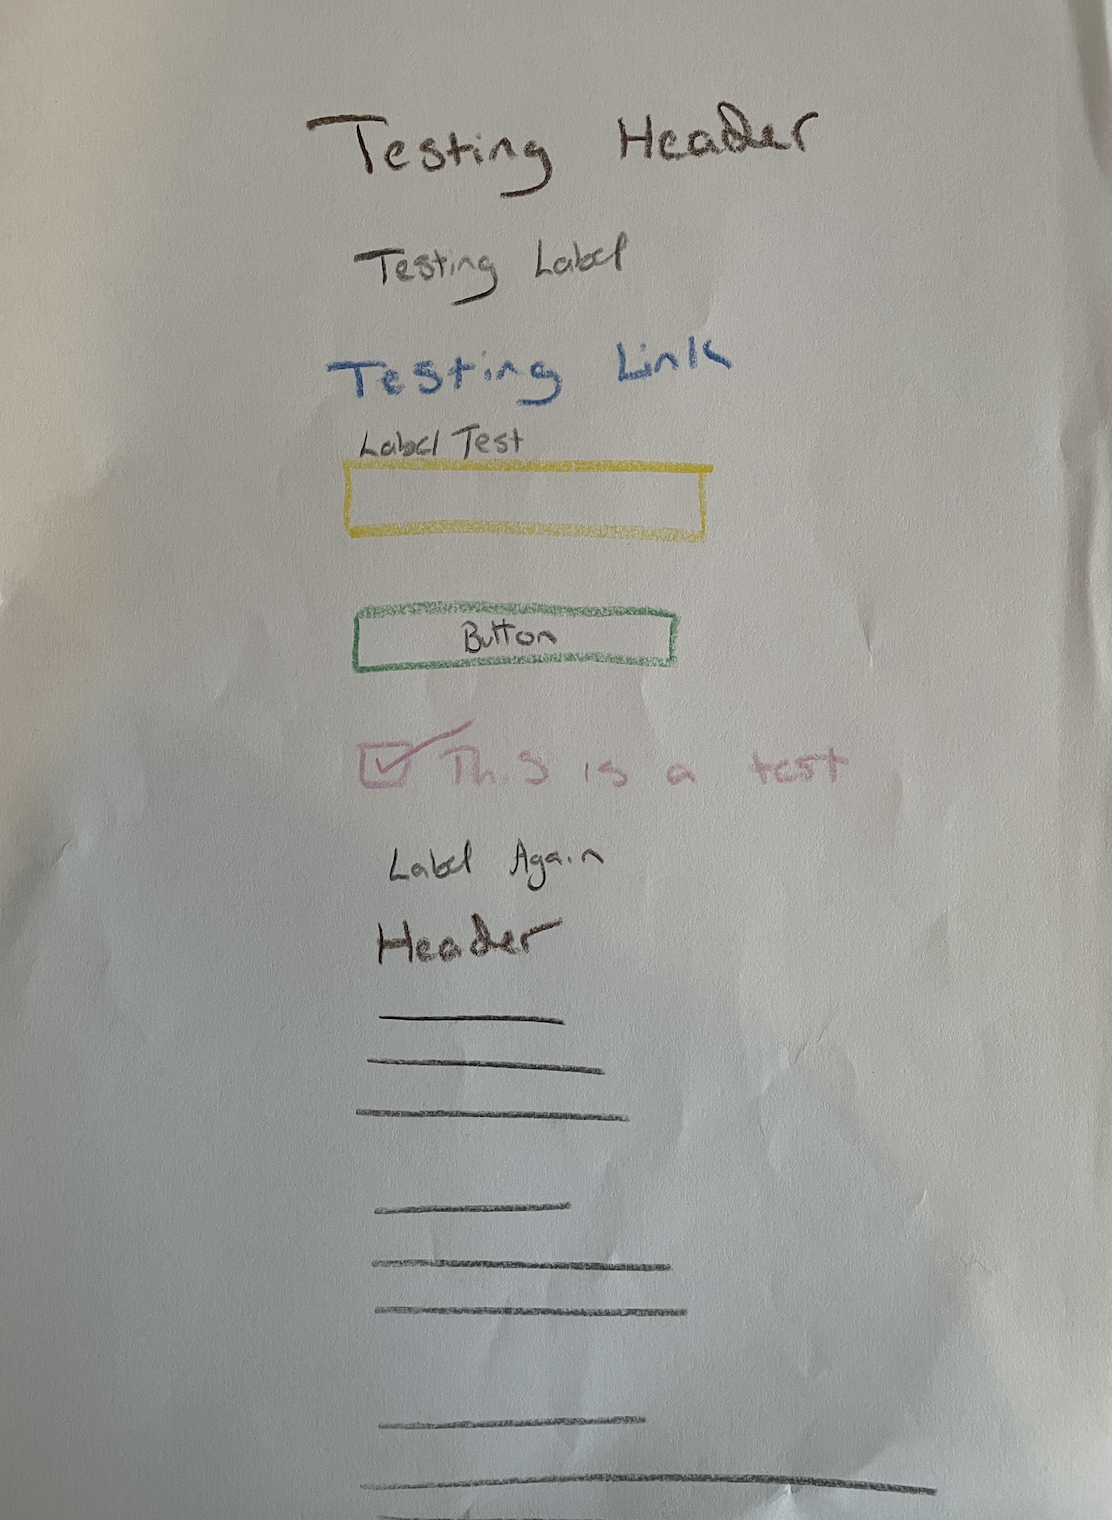 Testing Header
Testing Label
Testing Link
Label Test
Button
This is a test
Label Again
Header